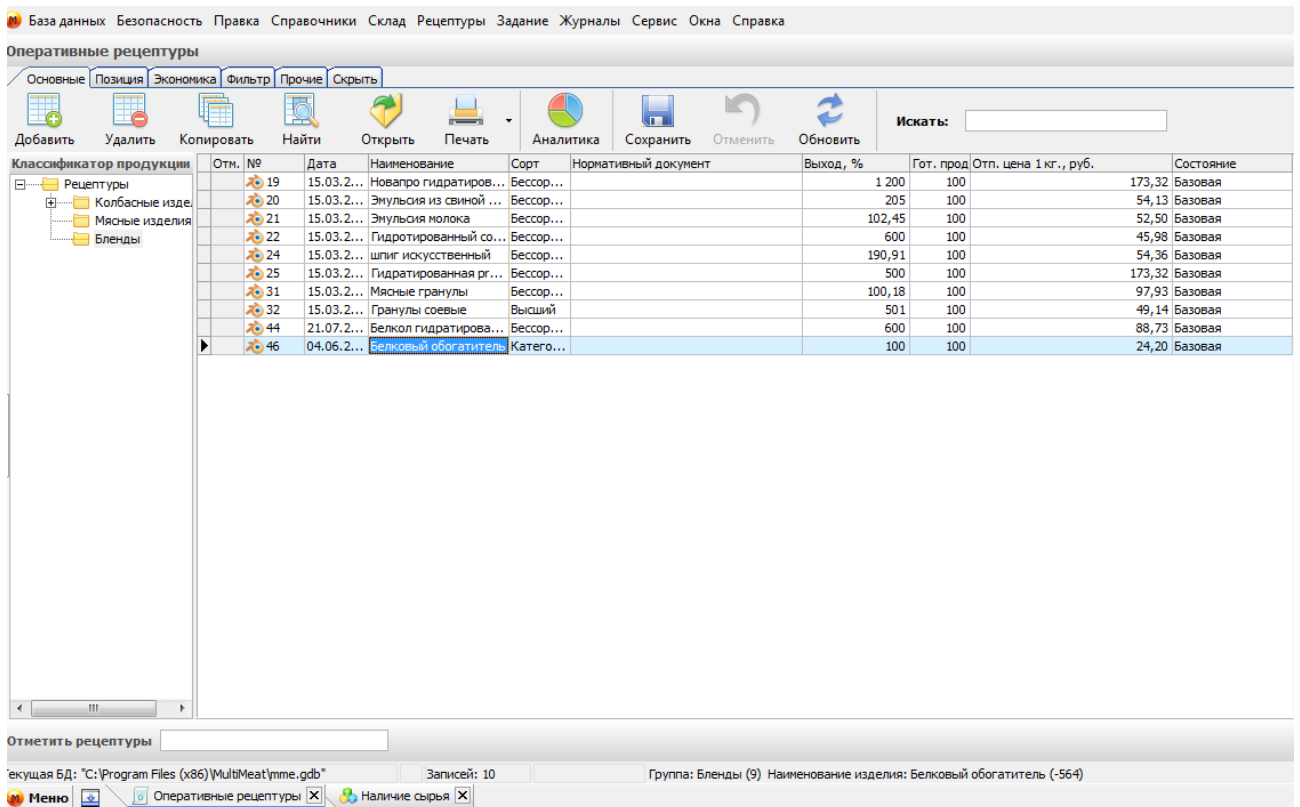 База данных Безопасность Правка Справочники Склад Рецептуры Задание Журналы Сервис Окна Справка
Оперативные рецептуры
Основные Позиция Экономика Фильтр Прочие Скрыть
Добавить Удалить Копировать Найти Открыть Печать Аналитика Сохранить Отменить Обновить Искать:
Классификатор продукции Отм. № Дата Наименование Сорт Нормативный документ Выход, % Гот. прод Отп. цена 1 кг., руб. Состояние
Рецептуры 19 15.03.2... Новапро гидратиров... Бессор... 1 200 100 173,32 Базовая
Колбасные изде. 20 15.03.2... Эмульсия из свиной ... Бессор... 205 100 54,13 Базовая
Мясные изделия 21 15.03.2... Эмульсия молока Бессор... 102,45 100 52,50 Базовая
Бленды 22 15.03.2... Гидротированный со... Бессор... 600 100 45,98 Базовая
24 15.03.2... шпиг искусственный Бессор... 190,91 100 54,36 Базовая
25 15.03.2... Гидратированная pr... Бессор... 500 100 173,32 Базовая
31 15.03.2... Мясные гранулы Бессор... 100,18 100 97,93 Базовая
32 15.03.2... Гранулы соевые Высший 501 100 49,14 Базовая
44 21.07.2... Белкол гидратирова... Бессор... 600 100 88,73 Базовая
46 04.06.2... Белковый обогатитель Катего... 100 100 24,20 Базовая
Отметить рецептуры
Текущая БД: "C:\Program Files (x86)\MultiMeat\mme.gdb" Записей: 10 Группа: Бленды (9) Наименование изделия: Белковый обогатитель (-564)
Меню Оперативные рецептуры Наличие сырья